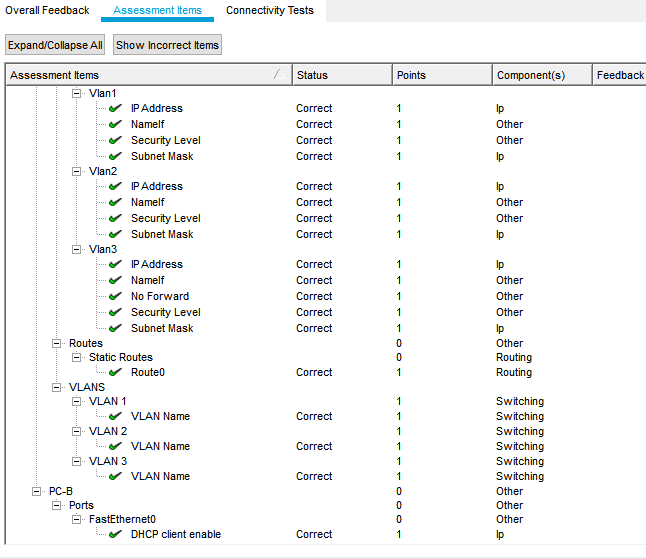 Overall Feedback Assessment Items Connectivity Tests
Expand/Collapse All Show Incorrect Items
Assessment Items Status Points Component(s) Feedback
Vlan1
IP Address Correct 1 Ip
NameIf Correct 1 Other
Security Level Correct 1 Other
Subnet Mask Correct 1 Ip
Vlan2
IP Address Correct 1 Ip
NameIf Correct 1 Other
Security Level Correct 1 Other
Subnet Mask Correct 1 Ip
Vlan3
IP Address Correct 1 Ip
NameIf Correct 1 Other
No Forward Correct 1 Other
Security Level Correct 1 Other
Subnet Mask Correct 1 Ip
Routes 0 Other
Static Routes 0 Routing
Route0 Correct 1 Routing
VLANS
VLAN 1 1 Switching
VLAN Name Correct 1 Switching
VLAN 2 1 Switching
VLAN Name Correct 1 Switching
VLAN 3 1 Switching
VLAN Name Correct 1 Switching
PC-B 0 Other
Ports 0 Other
FastEthernet0 0 Other
DHCP client enable Correct 1 Ip